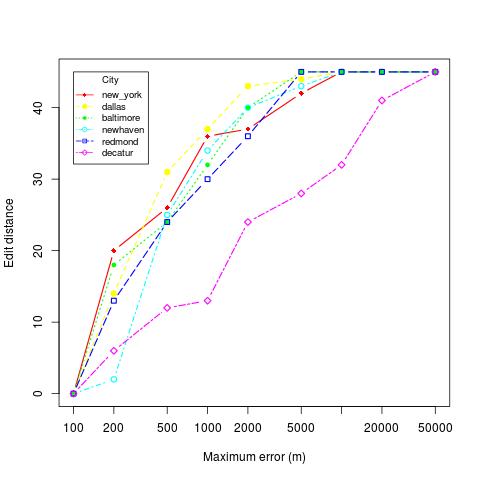 City
new_york
dallas
baltimore
newhaven
redmond
decatur
Edit distance
0
10
20
30
40
100 200 500 1000 2000 5000 20000 50000
Maximum error (m)